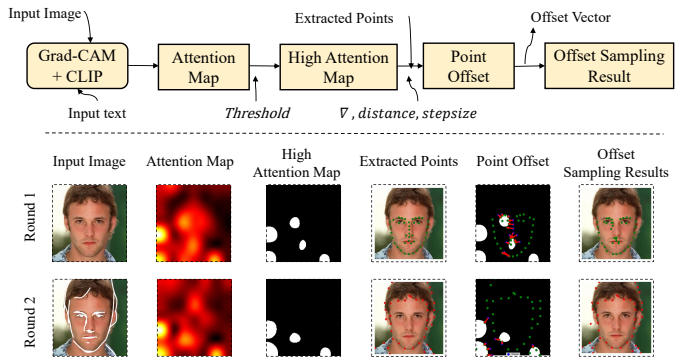 Input Image
Extracted Points
Offset Vector
Grad-CAM
+ CLIP
Attention
Map
High Attention
Map
Point
Offset
Offset Sampling
Result
Input text
Threshold
∇, distance, stepsize
Input Image
Attention Map
High
Attention Map
Extracted Points
Point Offset
Offset
Sampling Results
Round 1
Round 2